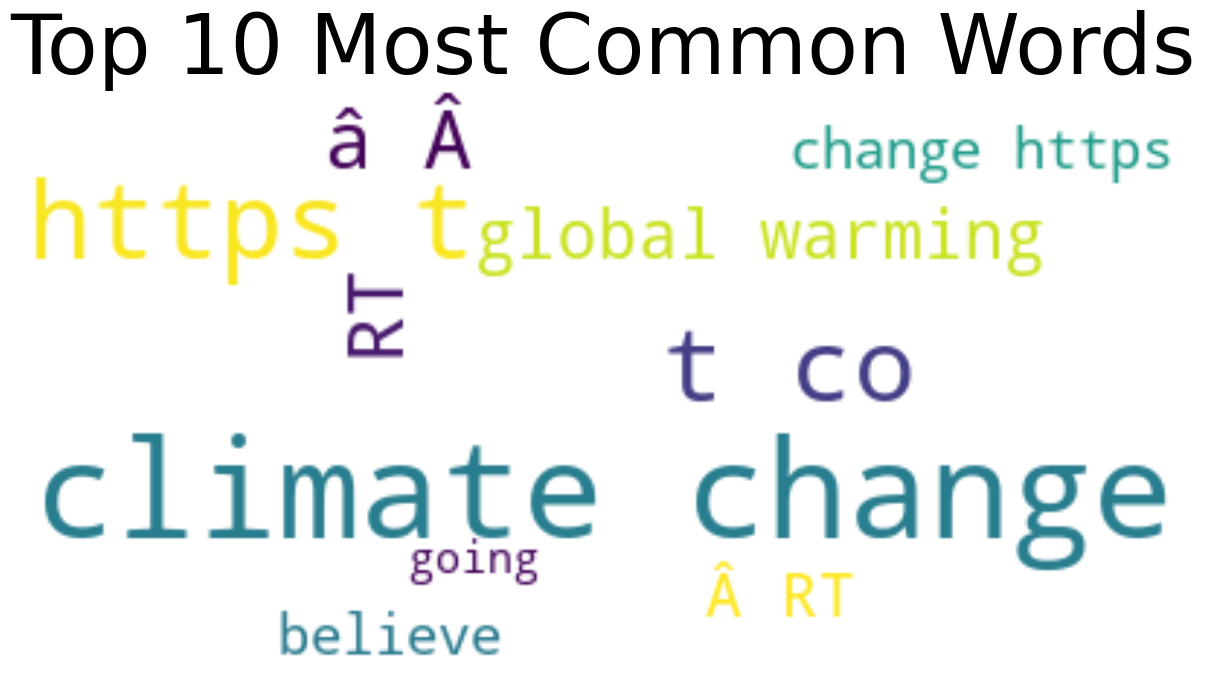 Top 10 Most Common Words
â Â
change https
https t
global warming
RT
t co
climate change
going
Â RT
believe